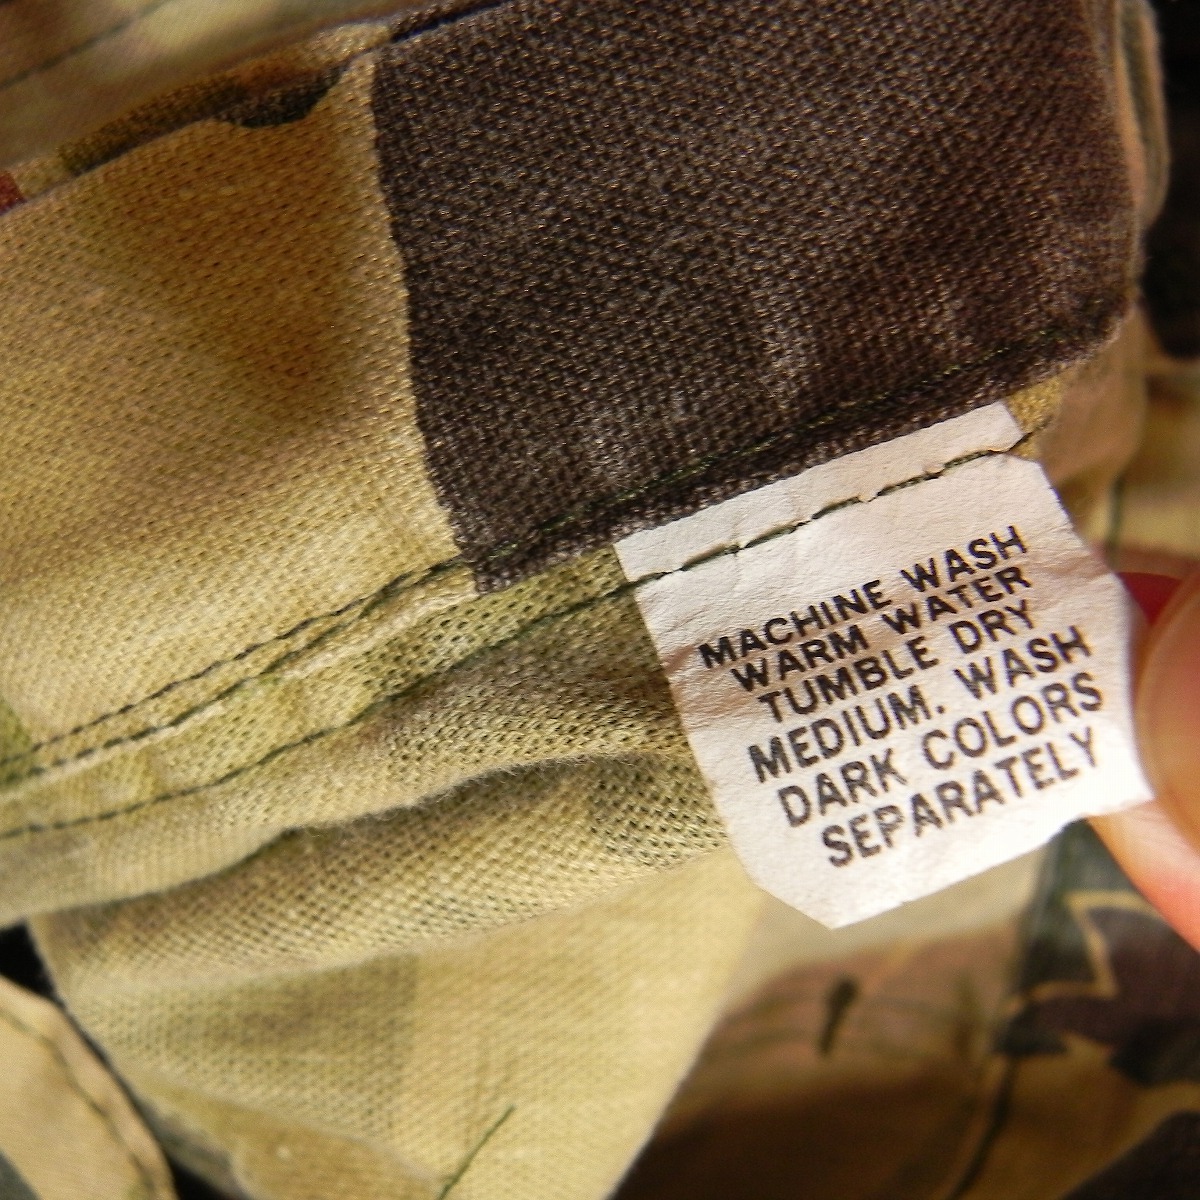 MACHINE WASH
WARM WATER
TUMBLE DRY
MEDIUM. WASH
DARK COLORS
SEPARATELY